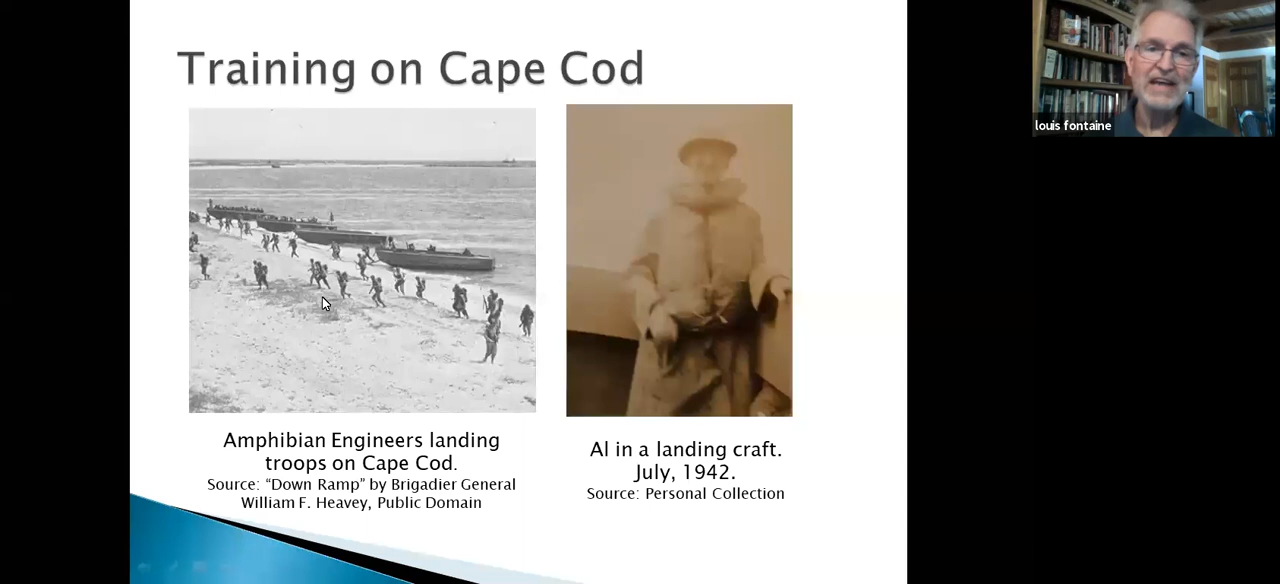 Training on Cape Cod
louis fontaine
Amphibian Engineers landing
troops on Cape Cod.
Source: “Down Ramp” by Brigadier General
William F. Heavey, Public Domain
Al in a landing craft.
July, 1942.
Source: Personal Collection